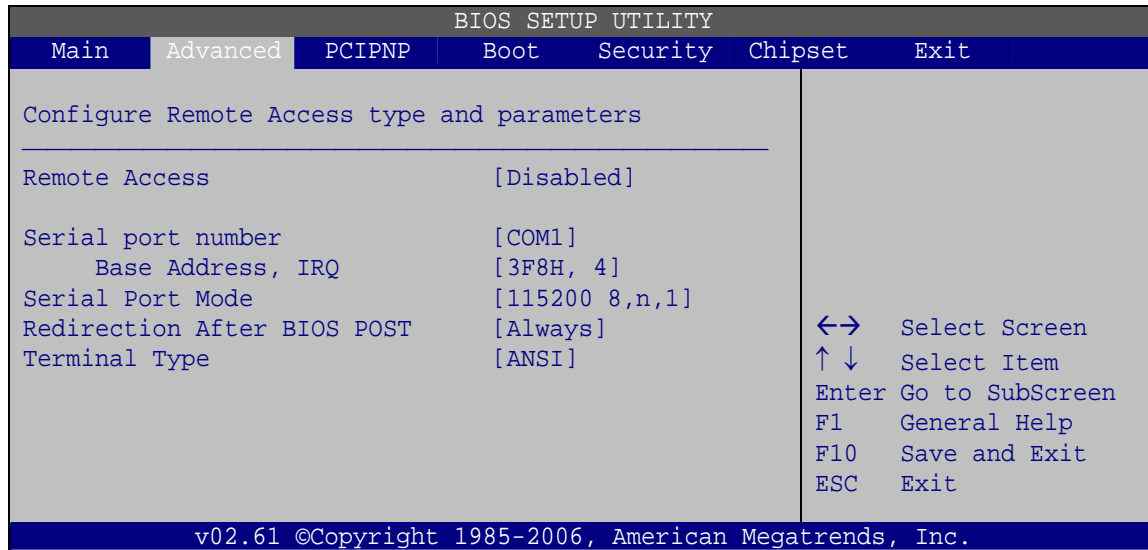 BIOS SETUP UTILITY
Main Advanced PCIPNP Boot Security Chipset Exit
Configure Remote Access type and parameters
Remote Access [Disabled]
Serial port number [COM1]
Base Address, IRQ [3F8H, 4]
Serial Port Mode [115200 8,n,1]
Redirection After BIOS POST [Always]
Terminal Type [ANSI]
←→ Select Screen
↑ ↓ Select Item
Enter Go to SubScreen
F1 General Help
F10 Save and Exit
ESC Exit
v02.61 ©Copyright 1985-2006, American Megatrends, Inc.